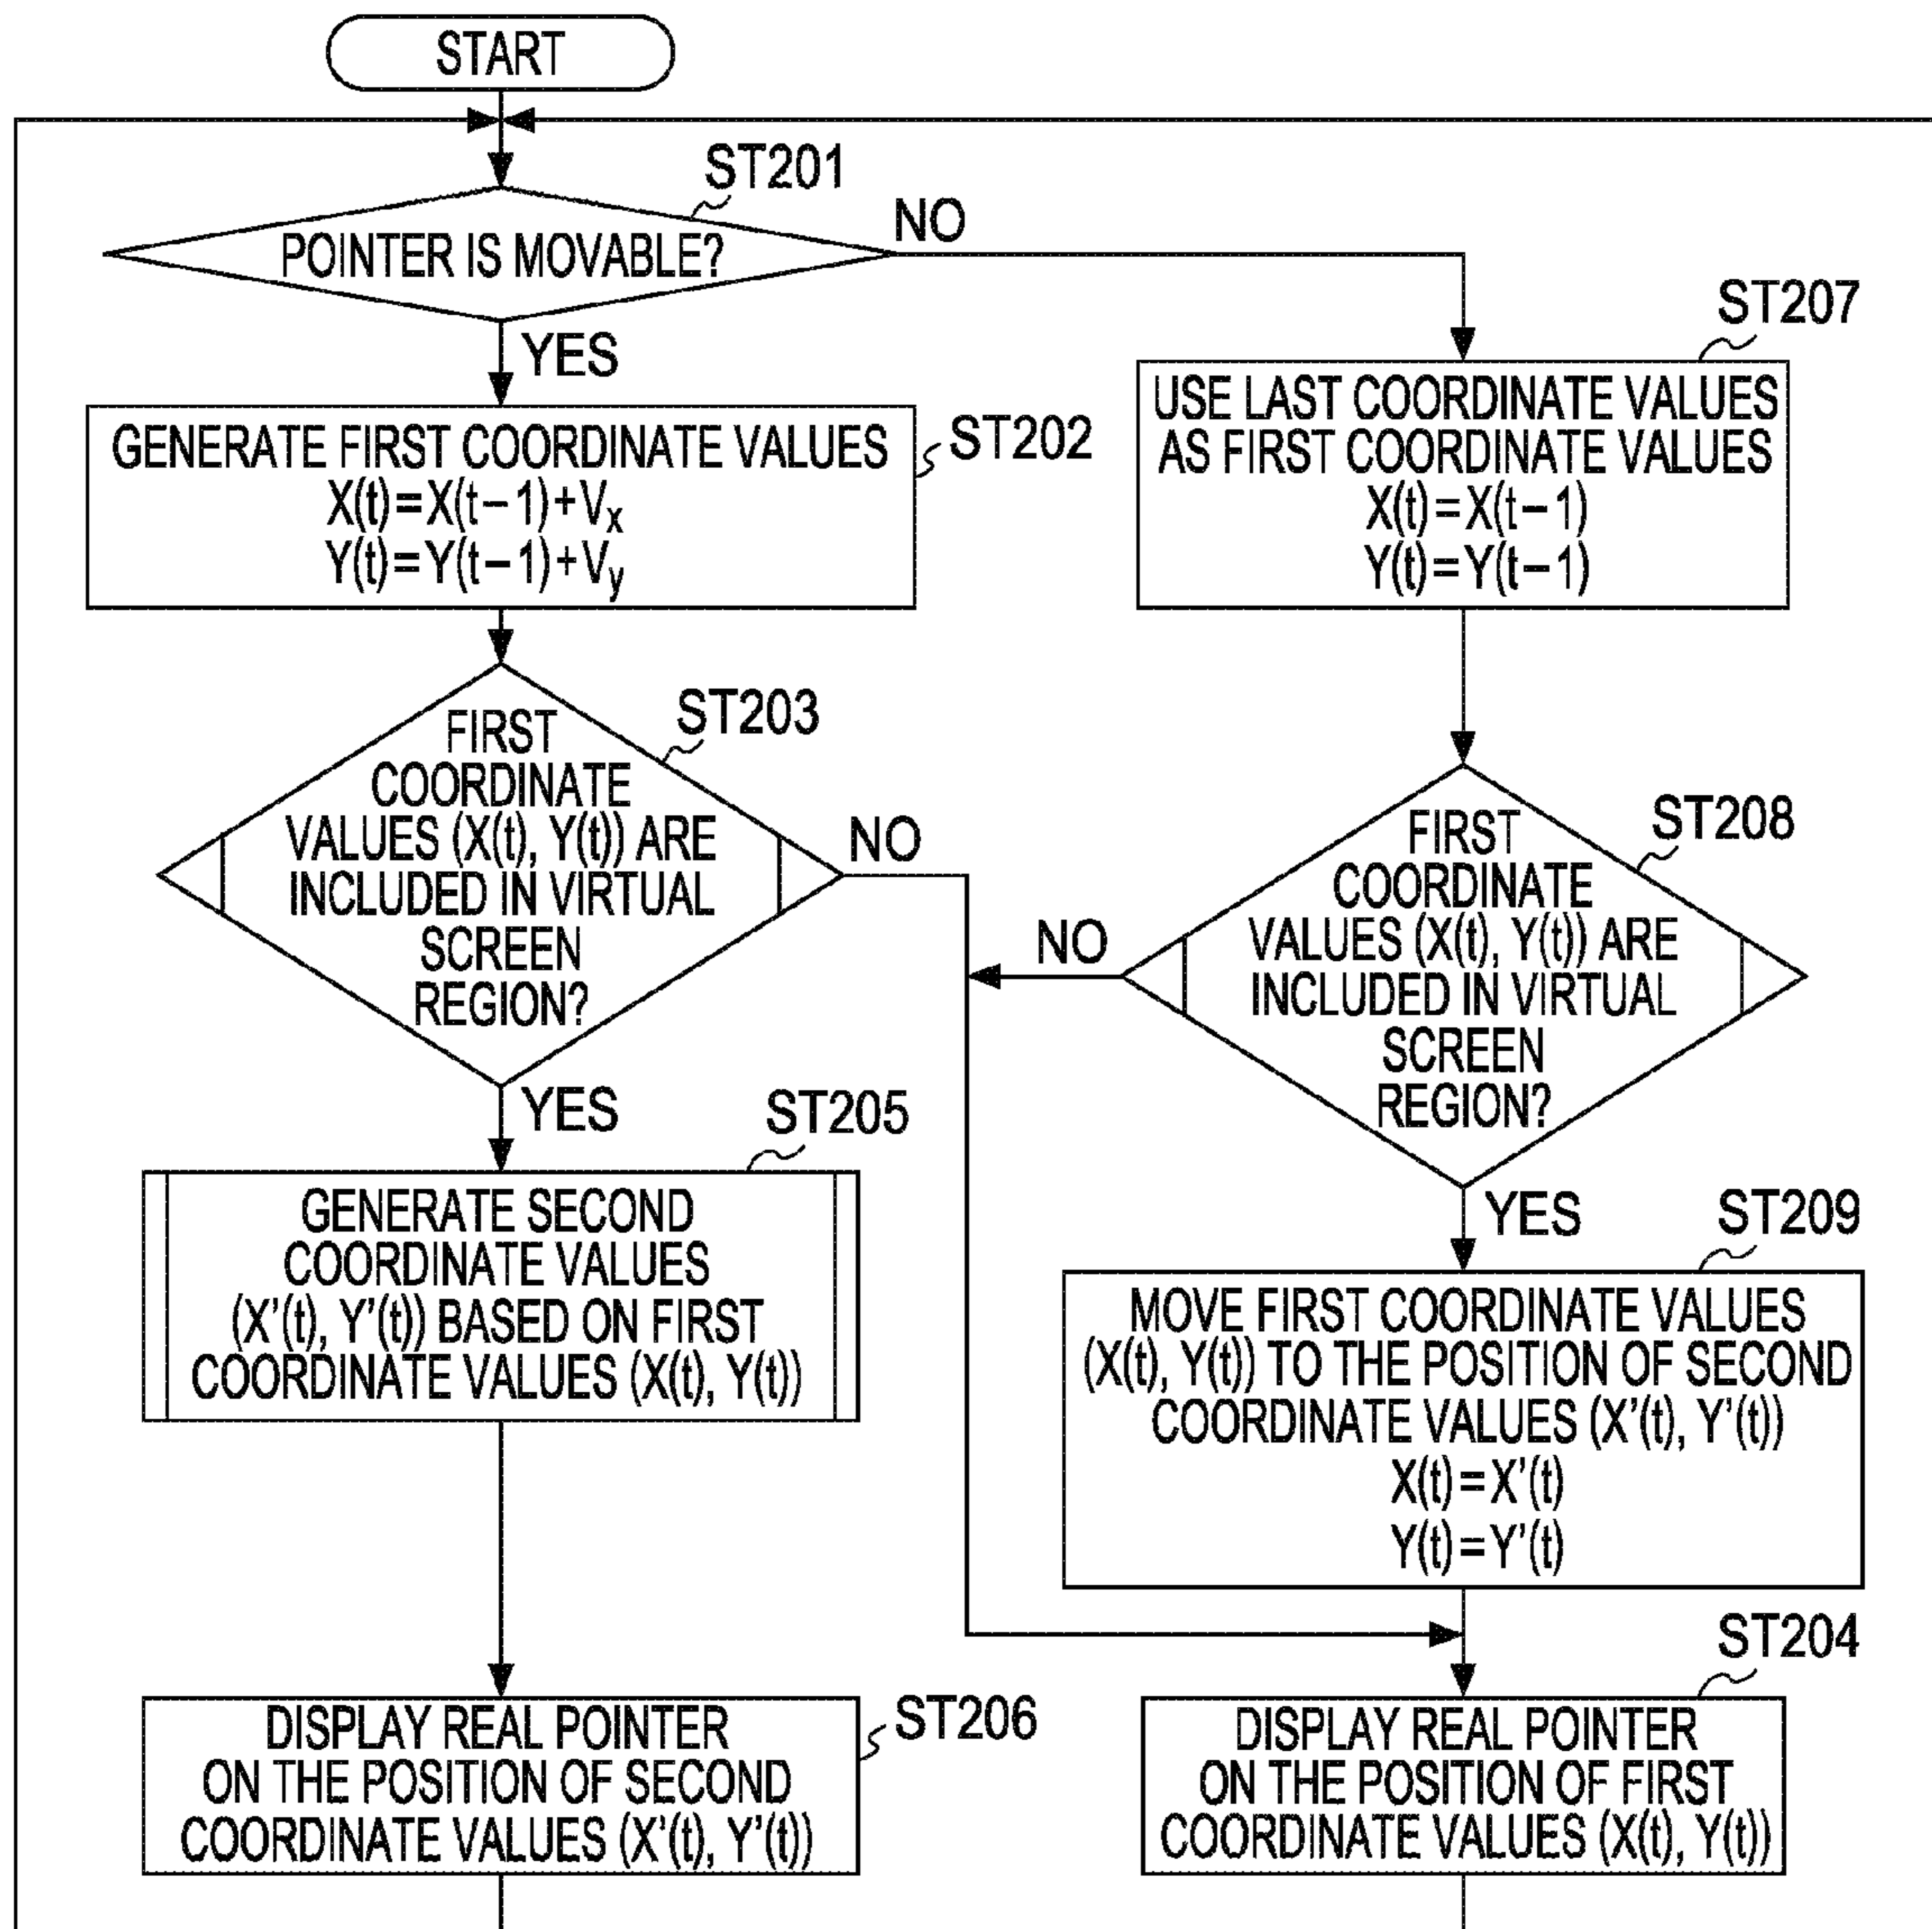 START
ST201
POINTER IS MOVABLE?
NO
YES
ST202
GENERATE FIRST COORDINATE VALUES
X(t)=X(t−1)+Vx
Y(t)=Y(t−1)+Vy
ST207
USE LAST COORDINATE VALUES
AS FIRST COORDINATE VALUES
X(t)=X(t−1)
Y(t)=Y(t−1)
ST203
FIRST
COORDINATE
VALUES (X(t), Y(t)) ARE
INCLUDED IN VIRTUAL
SCREEN
REGION?
NO
YES
ST208
FIRST
COORDINATE
VALUES (X(t), Y(t)) ARE
INCLUDED IN VIRTUAL
SCREEN
REGION?
NO
YES
ST205
GENERATE SECOND
COORDINATE VALUES
(X'(t), Y'(t)) BASED ON FIRST
COORDINATE VALUES (X(t), Y(t))
ST209
MOVE FIRST COORDINATE VALUES
(X(t), Y(t)) TO THE POSITION OF SECOND
COORDINATE VALUES (X'(t), Y'(t))
X(t)=X'(t)
Y(t)=Y'(t)
ST206
DISPLAY REAL POINTER
ON THE POSITION OF SECOND
COORDINATE VALUES (X'(t), Y'(t))
ST204
DISPLAY REAL POINTER
ON THE POSITION OF FIRST
COORDINATE VALUES (X(t), Y(t))